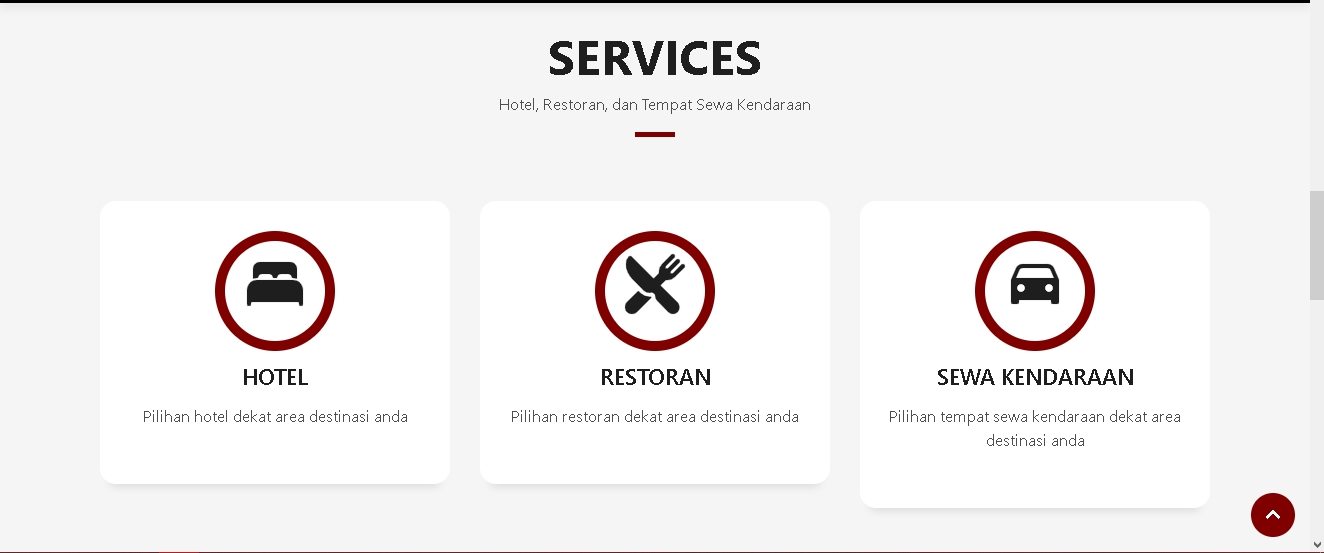 SERVICES
Hotel, Restoran, dan Tempat Sewa Kendaraan
HOTEL
Pilihan hotel dekat area destinasi anda
RESTORAN
Pilihan restoran dekat area destinasi anda
SEWA KENDARAAN
Pilihan tempat sewa kendaraan dekat area
destinasi anda